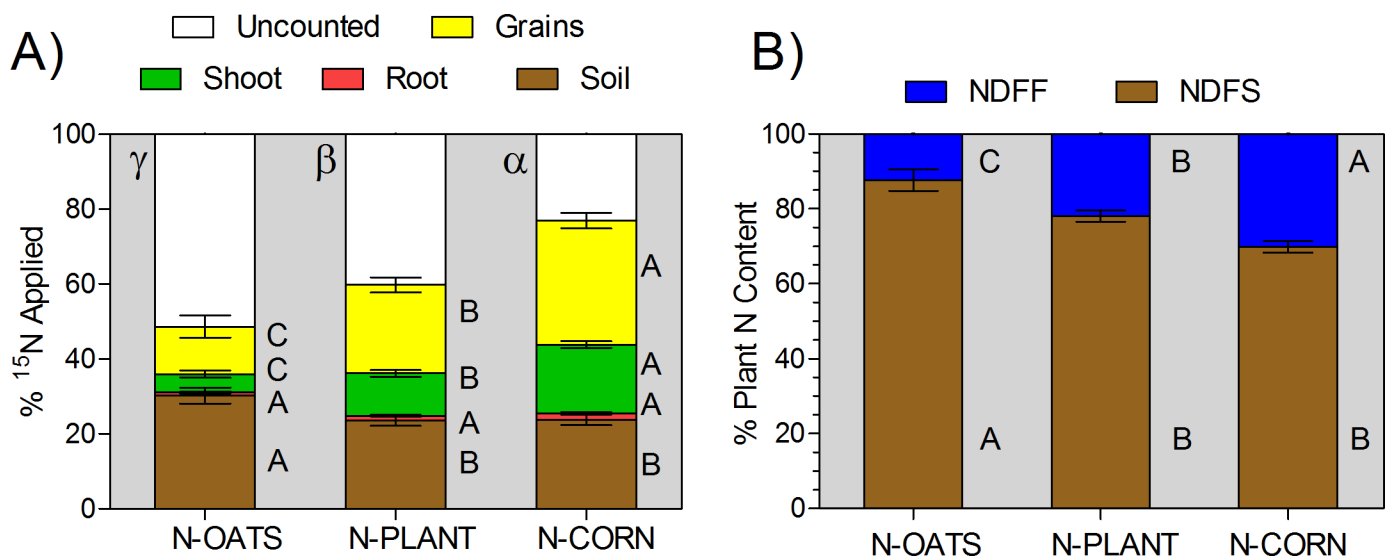 A)
Uncounted Grains
Shoot Root Soil
% ¹⁵N Applied
100
80
60
40
20
0
γ
β
α
C
C
A
A
B
B
A
B
A
A
A
B
N-OATS N-PLANT N-CORN
B)
NDFF NDFS
% Plant N Content
100
80
60
40
20
0
C B A
A B B
N-OATS N-PLANT N-CORN